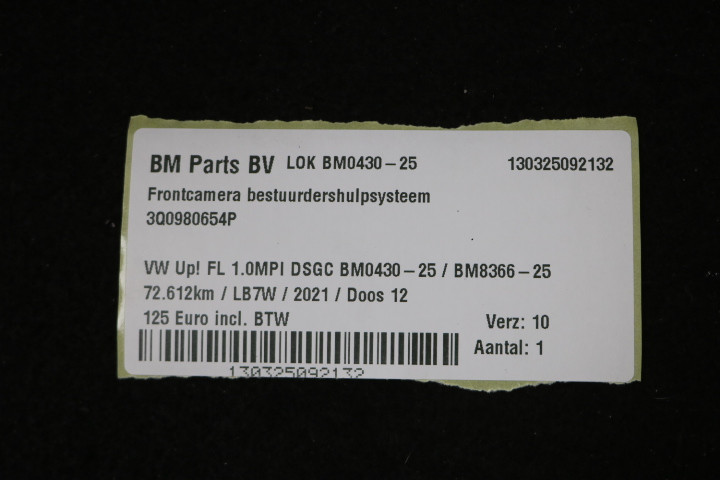 BM Parts BV LOK BM0430-25 130325092132
Frontcamera bestuurdershulpsysteem
3Q0980654P
VW Up! FL 1.0MPI DSGC BM0430-25 / BM8366-25
72.612km / LB7W / 2021 / Doos 12
125 Euro incl. BTW Verz: 10
Aantal: 1
130325092132